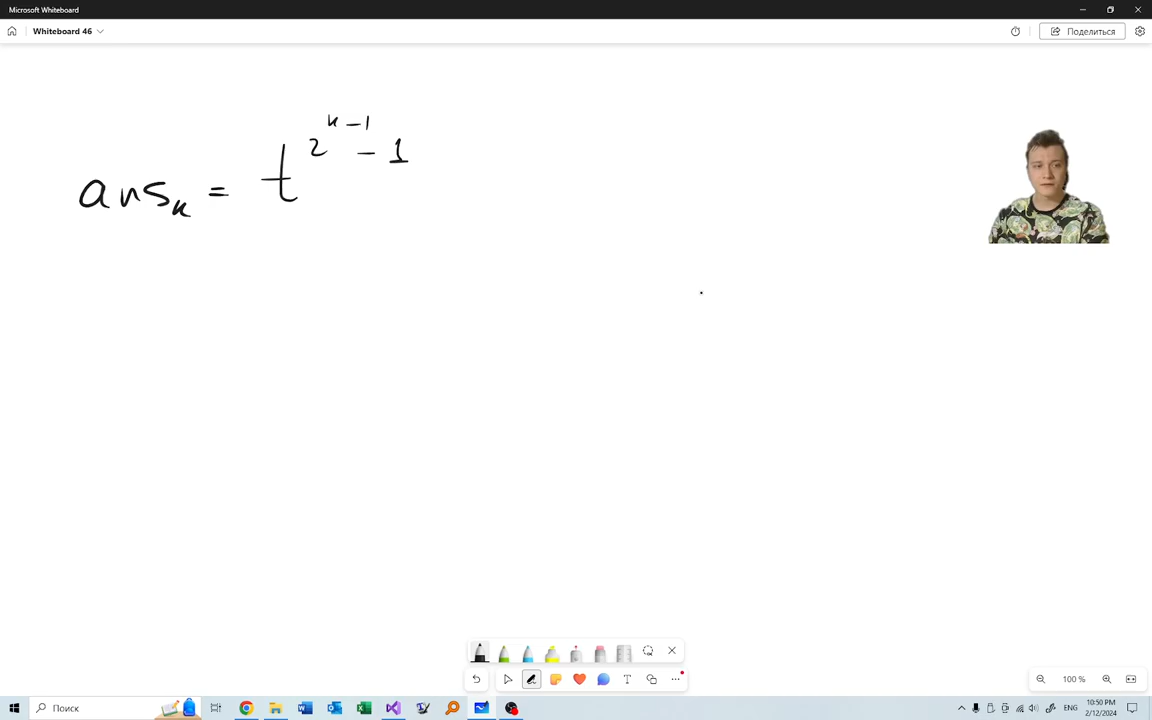 Microsoft Whiteboard
Whiteboard 46
Поделиться
ans_k = t^{2^{k-1} - 1}
100 %
Поиск
ENG
10:50 PM
2/12/2024